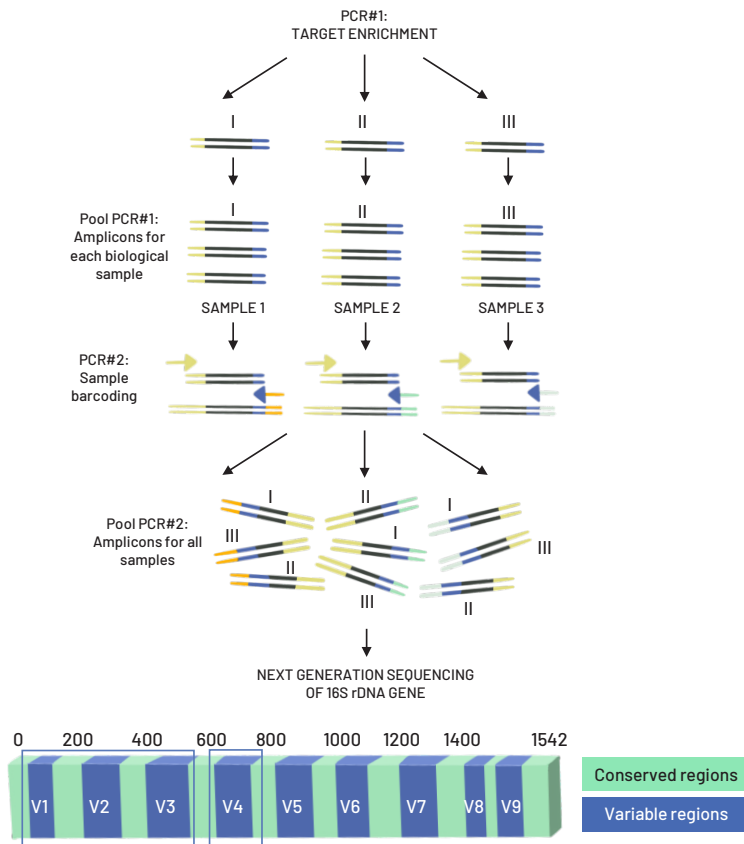 PCR#1:
TARGET ENRICHMENT
I
II
III
Pool PCR#1:
Amplicons for
each biological
sample
I
II
III
SAMPLE 1
SAMPLE 2
SAMPLE 3
PCR#2:
Sample
barcoding
Pool PCR#2:
Amplicons for all
samples
I
II
I
III
I
III
II
III
II
NEXT GENERATION SEQUENCING
OF 16S rDNA GENE
0 200 400 600 800 1000 1200 1400 1542
V1 V2 V3 V4 V5 V6 V7 V8 V9
Conserved regions
Variable regions